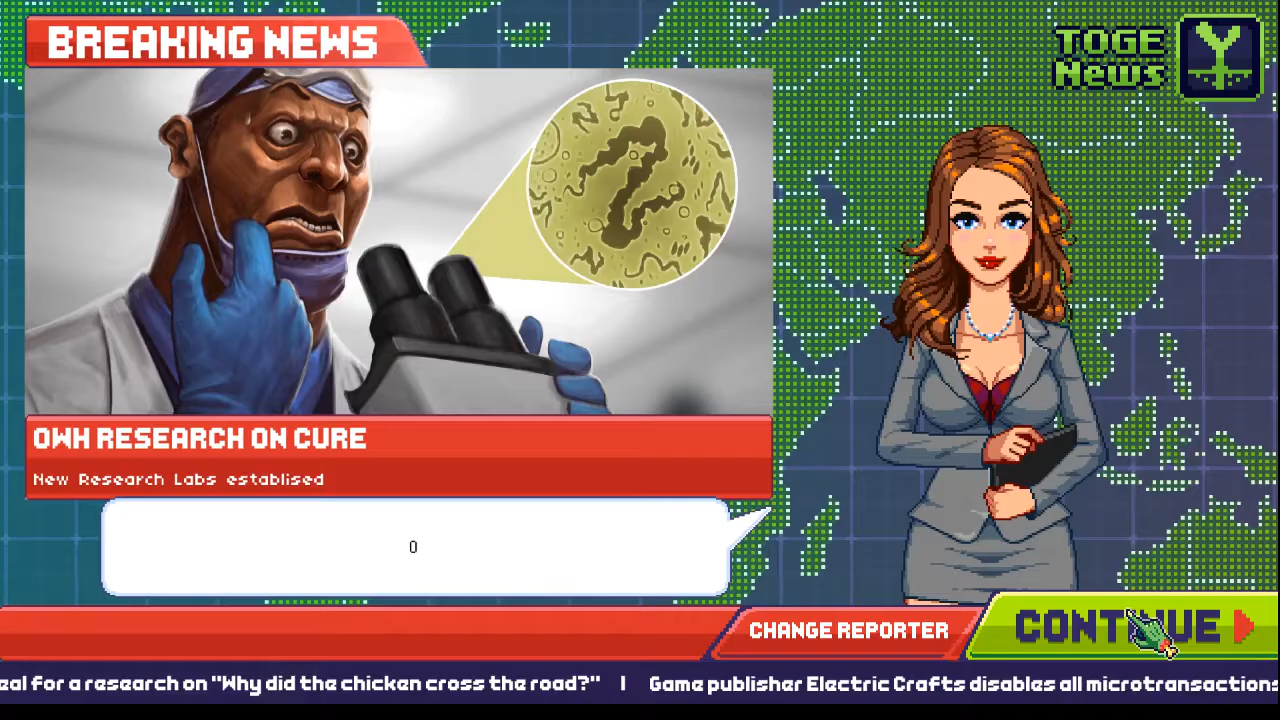 BREAKING NEWS
TOGE
News
OWH RESEARCH ON CURE
New Research Labs establised
0
CHANGE REPORTER
CONTINUE
eal for a research on "Why did the chicken cross the road?" | Game publisher Electric Crafts disables all microtransactions